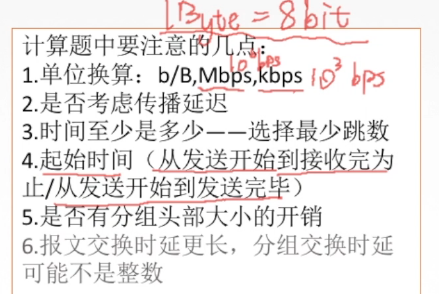 1Byte = 8bit
计算题中要注意的几点：
10⁶bps
1.单位换算：b/B,Mbps,kbps 10³ bps
2.是否考虑传播延迟
3.时间至少是多少——选择最少跳数
4.起始时间（从发送开始到接收完为
止/从发送开始到发送完毕）
5.是否有分组头部大小的开销
6.报文交换时延更长，分组交换时延
可能不是整数